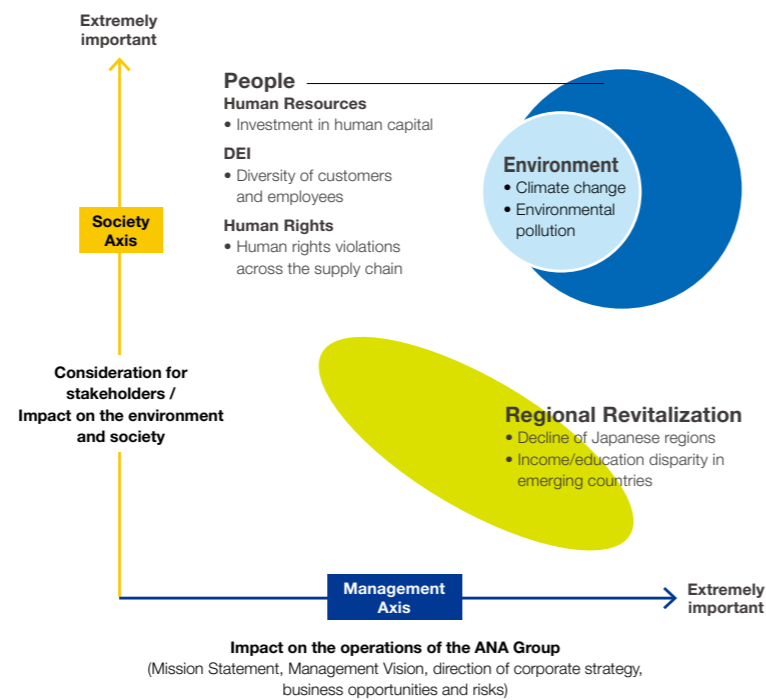 Extremely
important
People
Human Resources
• Investment in human capital
DEI
• Diversity of customers
and employees
Human Rights
• Human rights violations
across the supply chain
Environment
• Climate change
• Environmental
pollution
Society
Axis
Consideration for
stakeholders /
Impact on the environment
and society
Regional Revitalization
• Decline of Japanese regions
• Income/education disparity in
emerging countries
Management
Axis
Extremely
important
Impact on the operations of the ANA Group
(Mission Statement, Management Vision, direction of corporate strategy,
business opportunities and risks)